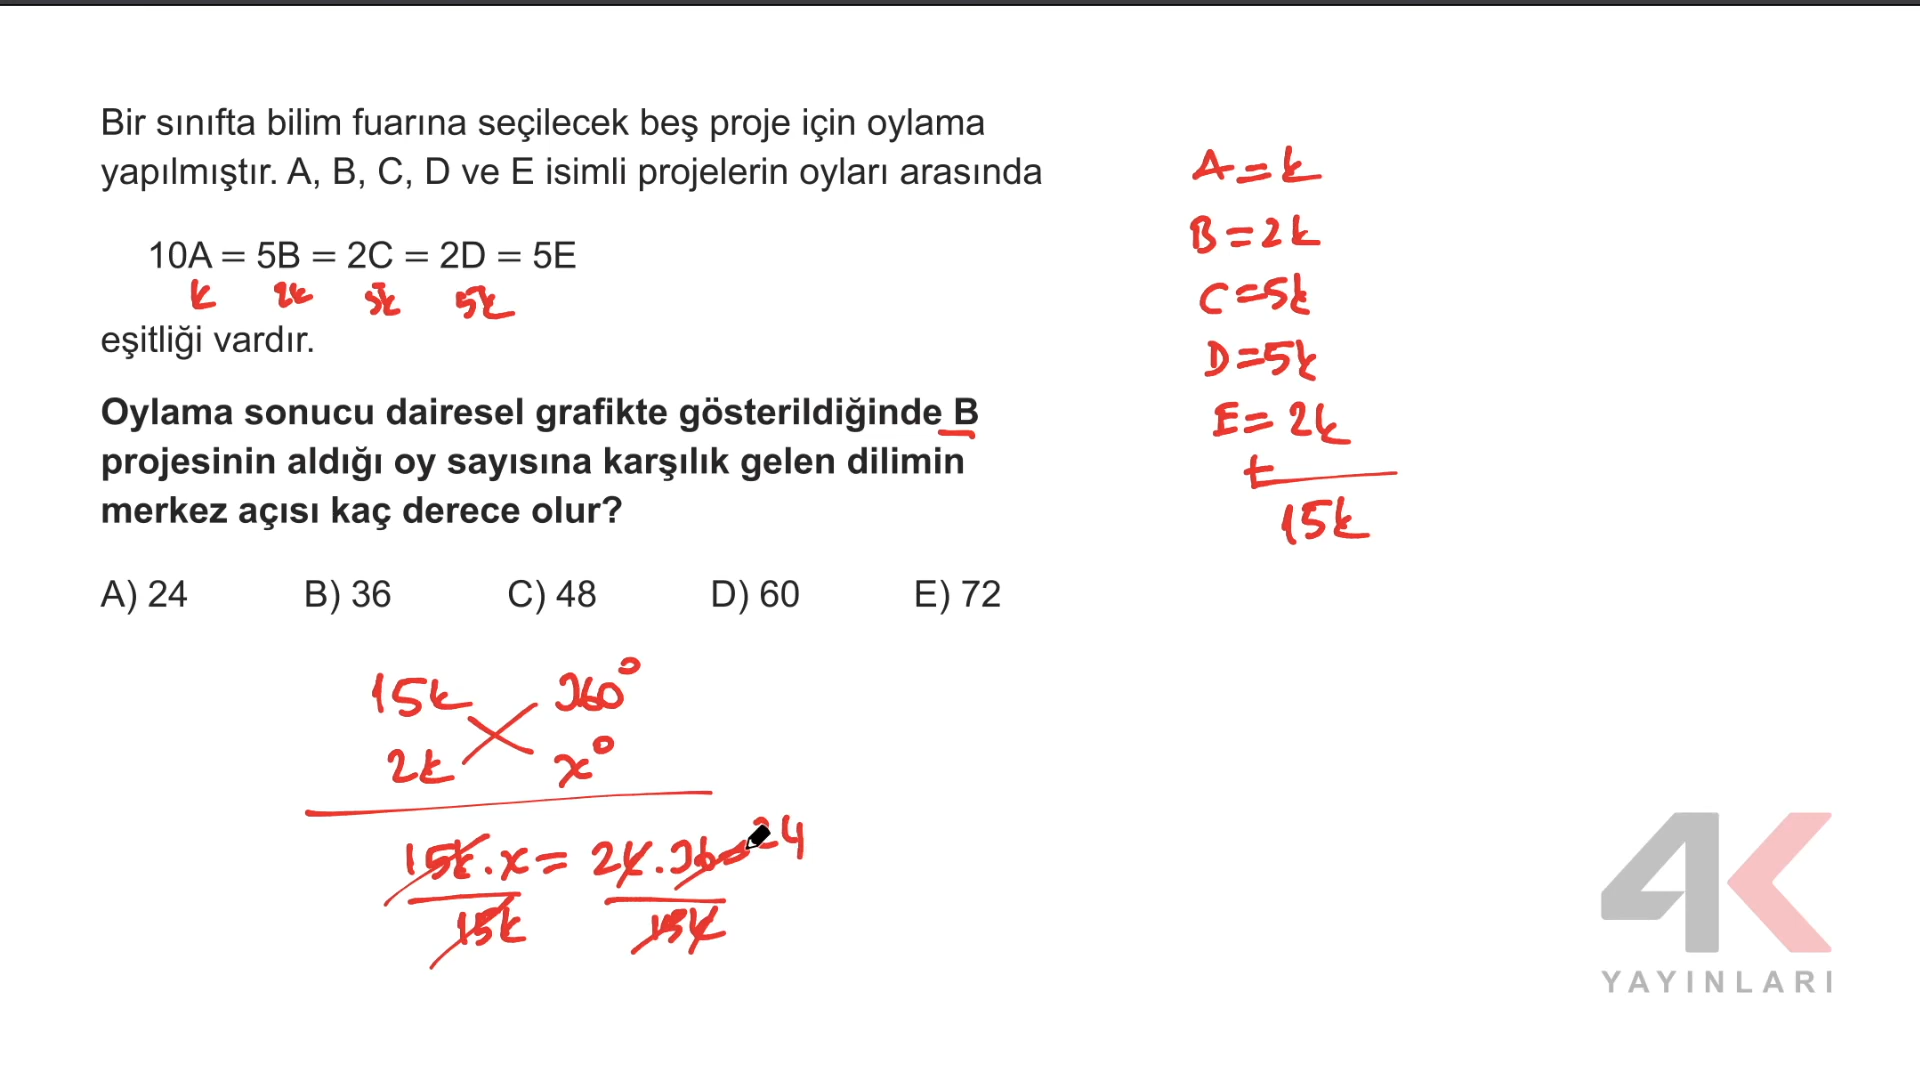 Bir sınıfta bilim fuarına seçilecek beş proje için oylama
yapılmıştır. A, B, C, D ve E isimli projelerin oyları arasında
10A = 5B = 2C = 2D = 5E
k 2k 5k 5k
eşitliği vardır.
Oylama sonucu dairesel grafikte gösterildiğinde B
projesinin aldığı oy sayısına karşılık gelen dilimin
merkez açısı kaç derece olur?
A) 24 B) 36 C) 48 D) 60 E) 72
A = k
B = 2k
C = 5k
D = 5k
E = 2k
+
15k
15k 360°
2k x°
15k . x = 2k . 360 24
15k 15k
4K
YAYINLARI